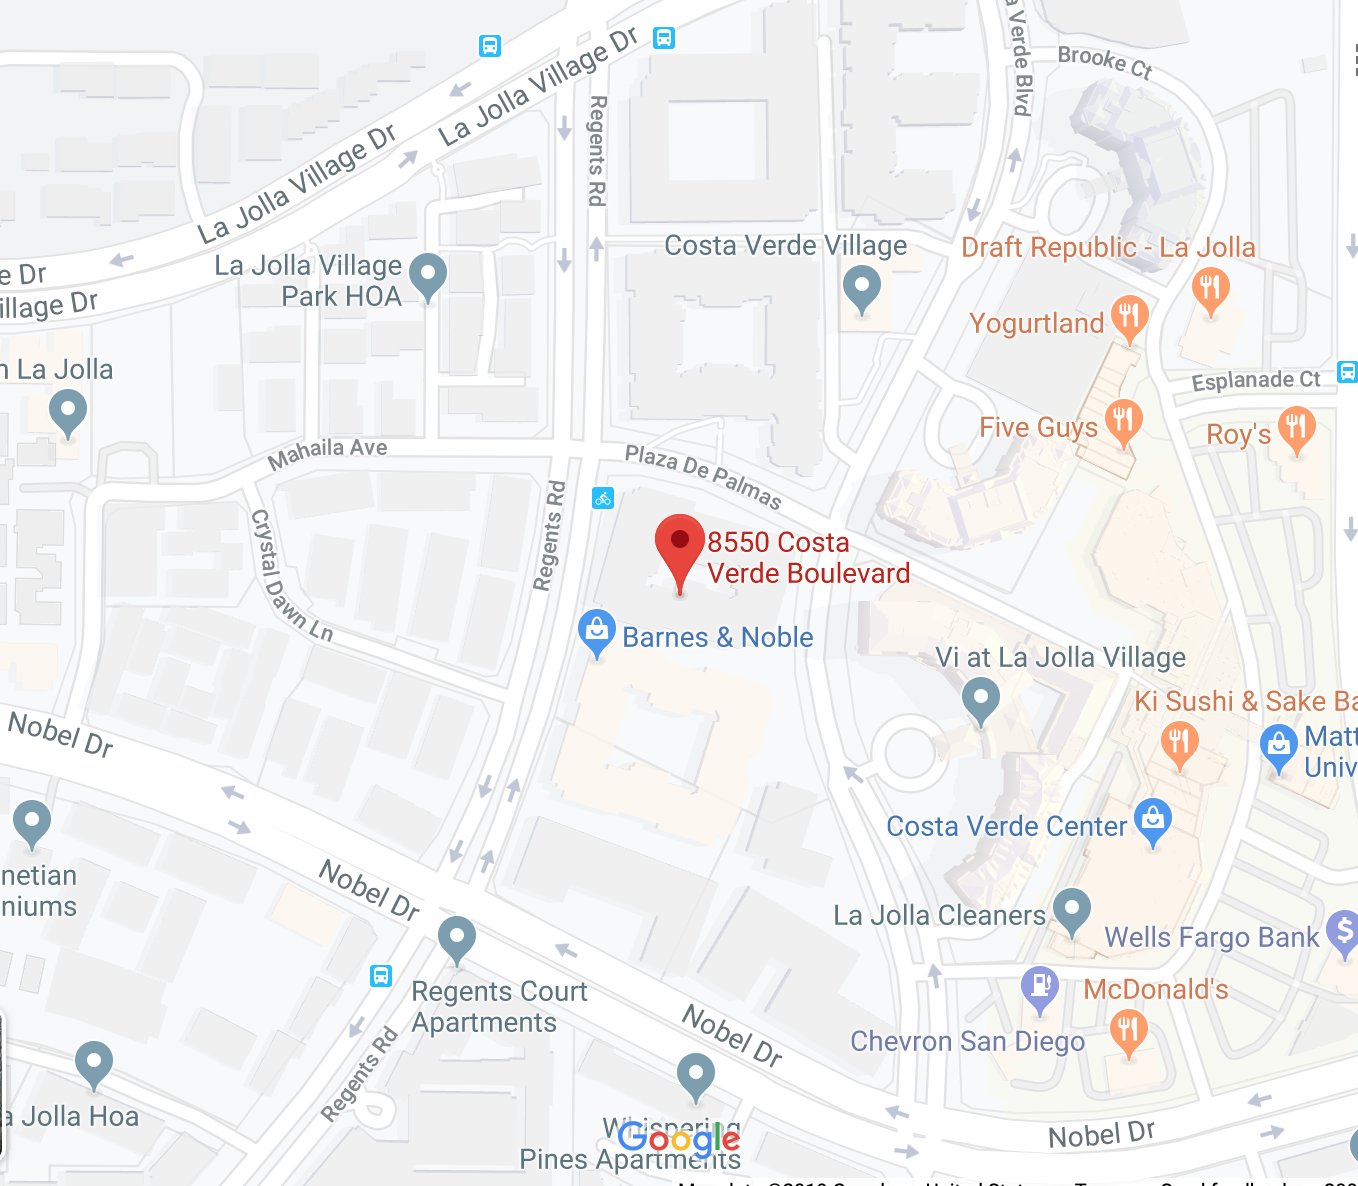 La Jolla Village Dr
La Jolla Village Dr
Regents Rd
a Verde Blvd
Brooke Ct
e Dr
illage Dr
La Jolla Village
Park HOA
Costa Verde Village
Draft Republic - La Jolla
Yogurtland
n La Jolla
Esplanade Ct
Five Guys
Roy's
Mahaila Ave
Plaza De Palmas
Regents Rd
Crystal Dawn Ln
8550 Costa
Verde Boulevard
Barnes & Noble
Vi at La Jolla Village
Ki Sushi & Sake Ba
Matt
Univ
Nobel Dr
Costa Verde Center
netian
niums
Nobel Dr
La Jolla Cleaners
Wells Fargo Bank
Regents Court
Apartments
McDonald's
Chevron San Diego
Nobel Dr
Regents Rd
a Jolla Hoa
Whispering
Pines Apartments
Google
Nobel Dr